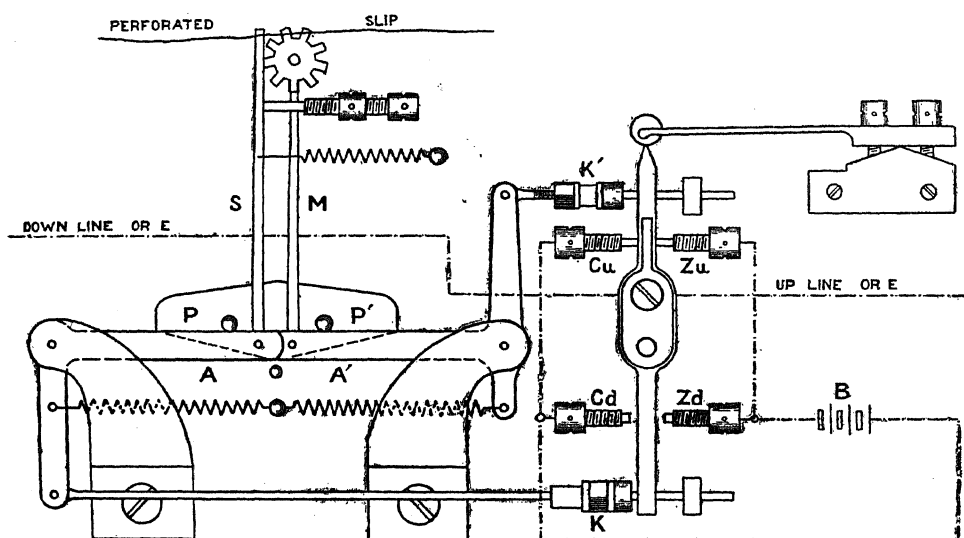 PERFORATED SLIP
S M K′
DOWN LINE OR E
Cu Zu
UP LINE OR E
P P′
A A′
Cd Zd B
K